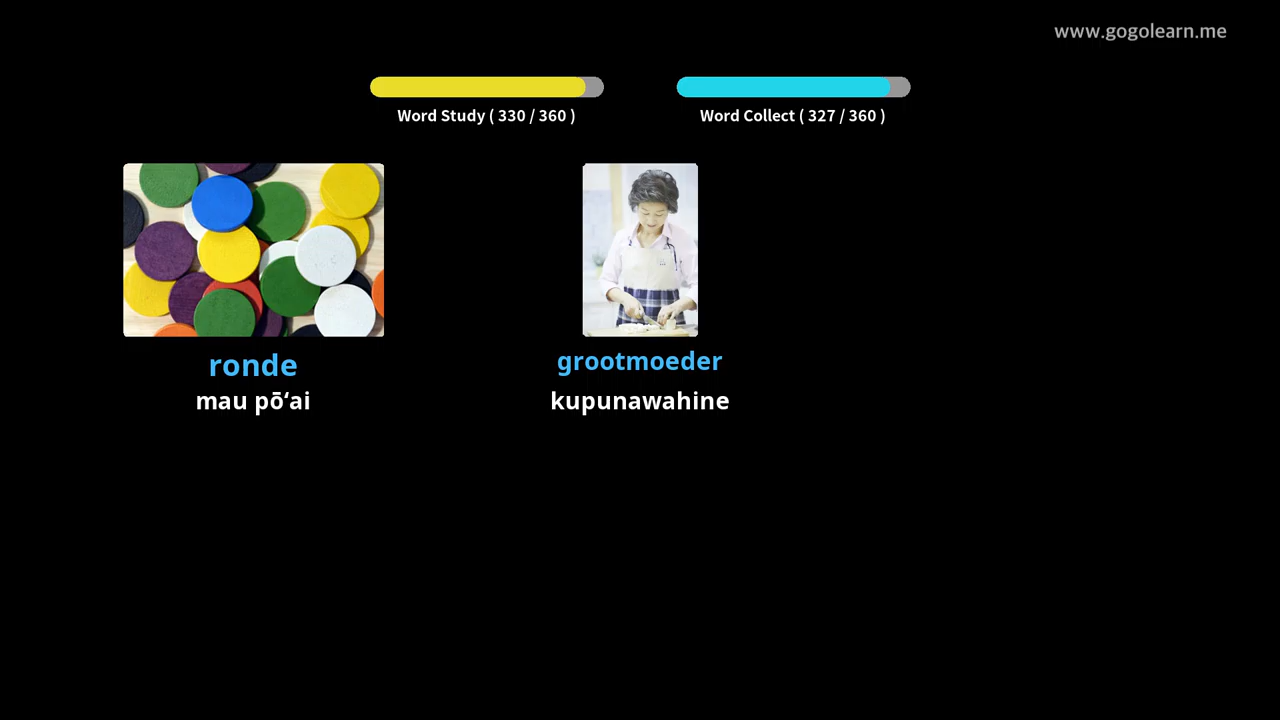 www.gogolearn.me
Word Study ( 330 / 360 )
Word Collect ( 327 / 360 )
ronde
mau pōʻai
grootmoeder
kupunawahine